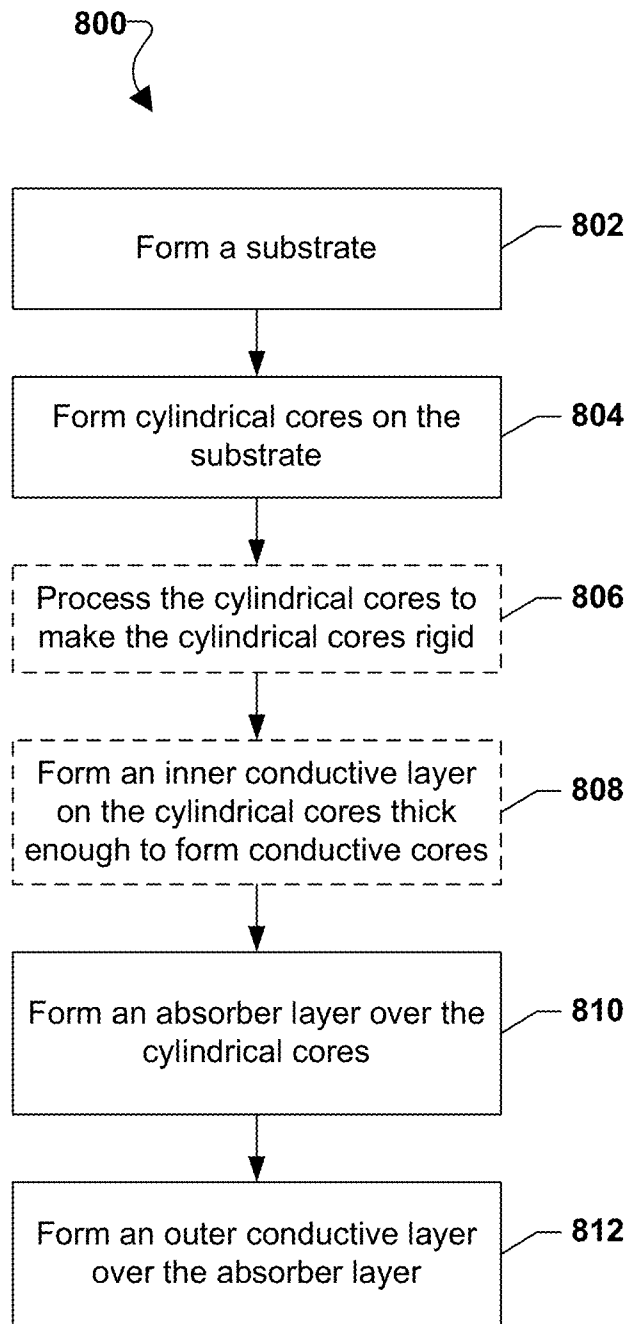 800
Form a substrate
802
Form cylindrical cores on the
substrate
804
Process the cylindrical cores to
make the cylindrical cores rigid
806
Form an inner conductive layer
on the cylindrical cores thick
enough to form conductive cores
808
Form an absorber layer over the
cylindrical cores
810
Form an outer conductive layer
over the absorber layer
812